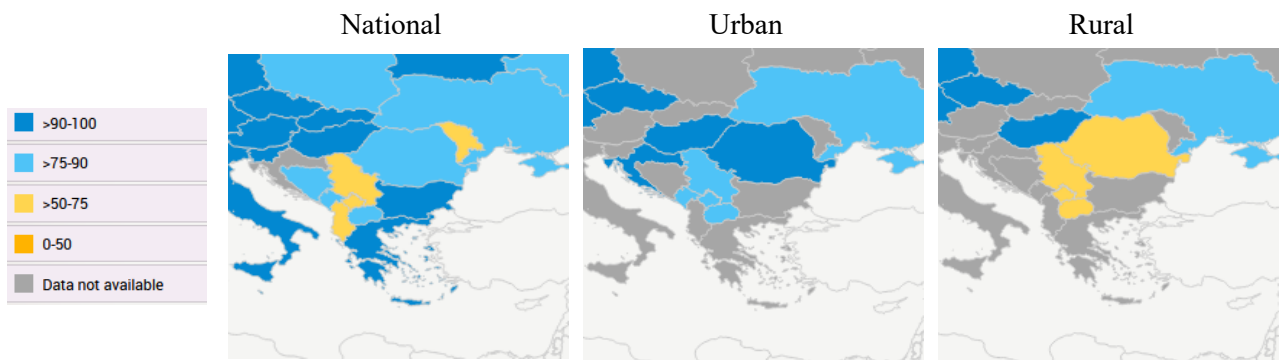 National
Urban
Rural
>90-100
>75-90
>50-75
0-50
Data not available